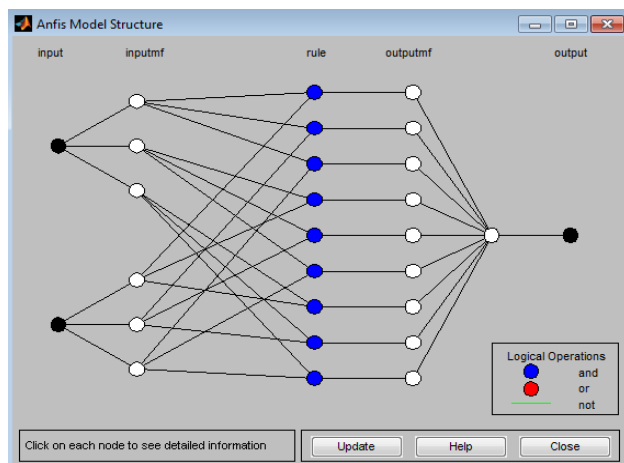 Anfis Model Structure
input inputmf rule outputmf output
Logical Operations
and
or
not
Click on each node to see detailed information
Update Help Close